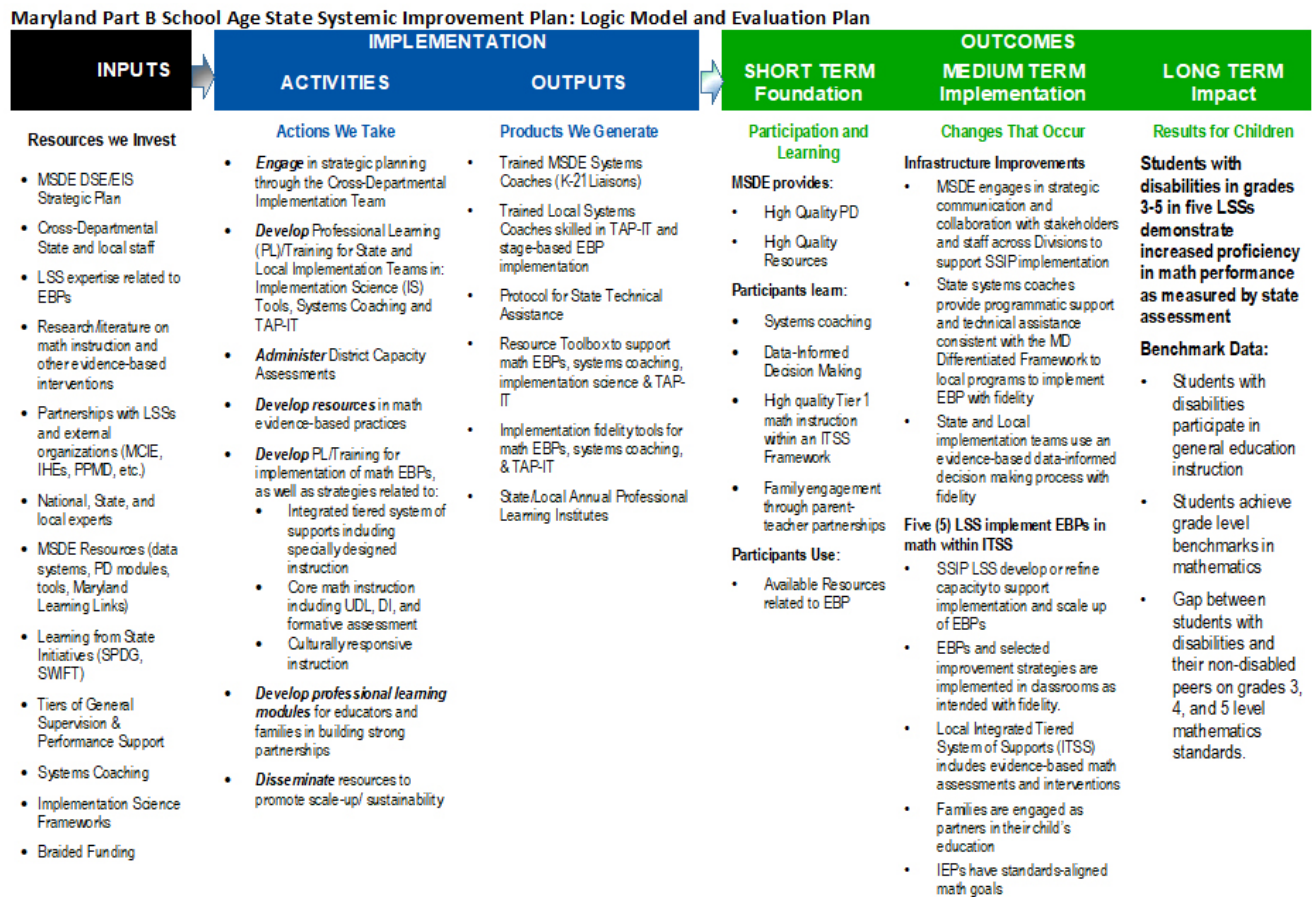 Maryland Part B School Age State Systemic Improvement Plan: Logic Model and Evaluation Plan
INPUTS
IMPLEMENTATION
ACTIVITIES
OUTPUTS
OUTCOMES
SHORT TERM
Foundation
MEDIUM TERM
Implementation
LONG TERM
Impact
Resources we Invest
• MSDE DSE/EIS
Strategic Plan
• Cross-Departmental
State and local staff
• LSS expertise related to
EBPs
• Research/literature on
math instruction and
other evidence-based
interventions
• Partnerships with LSSs
and external
organizations (MCIE,
IHEs, PPMD, etc.)
• National, State, and
local experts
• MSDE Resources (data
systems, PD modules,
tools, Maryland
Learning Links)
• Learning from State
Initiatives (SPDG,
SWIFT)
• Tiers of General
Supervision &
Performance Support
• Systems Coaching
• Implementation Science
Frameworks
• Braided Funding
Actions We Take
• Engage in strategic planning
through the Cross-Departmental
Implementation Team
• Develop Professional Learning
(PL)/Training for State and
Local Implementation Teams in:
Implementation Science (IS)
Tools, Systems Coaching and
TAP-IT
• Administer District Capacity
Assessments
• Develop resources in math
evidence-based practices
• Develop PL/Training for
implementation of math EBPs,
as well as strategies related to:
• Integrated tiered system of
supports including
specially designed
instruction
• Core math instruction
including UDL, DI, and
formative assessment
• Culturally responsive
instruction
• Develop professional learning
modules for educators and
families in building strong
partnerships
• Disseminate resources to
promote scale-up/ sustainability
Products We Generate
• Trained MSDE Systems
Coaches (K-21 Liaisons)
• Trained Local Systems
Coaches skilled in TAP-IT and
stage-based EBP
implementation
• Protocol for State Technical
Assistance
• Resource Toolbox to support
math EBPs, systems coaching,
implementation science & TAP-
IT
• Implementation fidelity tools for
math EBPs, systems coaching,
& TAP-IT
• State/Local Annual Professional
Learning Institutes
Participation and
Learning
MSDE provides:
• High Quality PD
• High Quality
Resources
Participants learn:
• Systems coaching
• Data-Informed
Decision Making
• High quality Tier 1
math instruction
within an ITSS
Framework
• Family engagement
through parent-
teacher partnerships
Participants Use:
• Available Resources
related to EBP
Changes That Occur
Infrastructure Improvements
• MSDE engages in strategic
communication and
collaboration with stakeholders
and staff across Divisions to
support SSIP implementation
• State systems coaches
provide programmatic support
and technical assistance
consistent with the MD
Differentiated Framework to
local programs to implement
EBP with fidelity
• State and Local
implementation teams use an
evidence-based data-informed
decision making process with
fidelity
Five (5) LSS implement EBPs in
math within ITSS
• SSIP LSS develop or refine
capacity to support
implementation and scale up
of EBPs
• EBPs and selected
improvement strategies are
implemented in classrooms as
intended with fidelity.
• Local Integrated Tiered
System of Supports (ITSS)
includes evidence-based math
assessments and interventions
• Families are engaged as
partners in their child's
education
• IEPs have standards-aligned
math goals
Results for Children
Students with
disabilities in grades
3-5 in five LSSs
demonstrate
increased proficiency
in math performance
as measured by state
assessment
Benchmark Data:
• Students with
disabilities
participate in
general education
instruction
• Students achieve
grade level
benchmarks in
mathematics
• Gap between
students with
disabilities and
their non-disabled
peers on grades 3,
4, and 5 level
mathematics
standards.